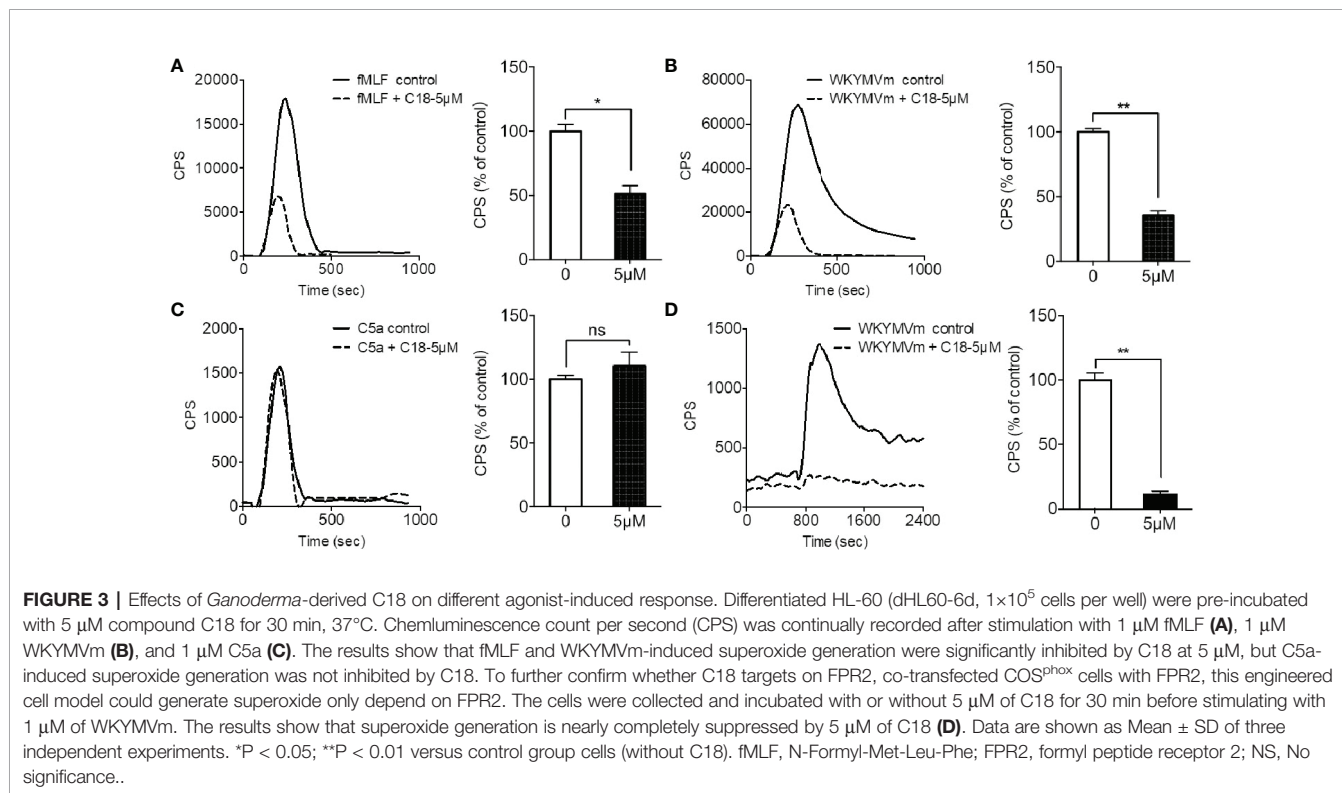 A
20000
15000
10000
5000
0
CPS
fMLF control
fMLF + C18-5µM
0 500 1000
Time (sec)
150
100
50
0
CPS (% of control)
*
0 5µM
B
80000
60000
40000
20000
0
CPS
WKYMVm control
WKYMVm + C18-5µM
0 500 1000
Time (sec)
150
100
50
0
CPS (% of control)
**
0 5µM
C
2000
1500
1000
500
0
CPS
C5a control
C5a + C18-5µM
0 500 1000
Time (sec)
150
100
50
0
CPS (% of control)
ns
0 5µM
D
1500
1000
500
0
CPS
WKYMVm control
WKYMVm + C18-5µM
0 800 1600 2400
Time (sec)
150
100
50
0
CPS (% of control)
**
0 5µM
FIGURE 3 | Effects of Ganoderma-derived C18 on different agonist-induced response. Differentiated HL-60 (dHL60-6d, 1×10⁵ cells per well) were pre-incubated
with 5 µM compound C18 for 30 min, 37°C. Chemluminescence count per second (CPS) was continually recorded after stimulation with 1 µM fMLF (A), 1 µM
WKYMVm (B), and 1 µM C5a (C). The results show that fMLF and WKYMVm-induced superoxide generation were significantly inhibited by C18 at 5 µM, but C5a-
induced superoxide generation was not inhibited by C18. To further confirm whether C18 targets on FPR2, co-transfected COSᵖʰᵒˣ cells with FPR2, this engineered
cell model could generate superoxide only depend on FPR2. The cells were collected and incubated with or without 5 µM of C18 for 30 min before stimulating with
1 µM of WKYMVm. The results show that superoxide generation is nearly completely suppressed by 5 µM of C18 (D). Data are shown as Mean ± SD of three
independent experiments. *P < 0.05; **P < 0.01 versus control group cells (without C18). fMLF, N-Formyl-Met-Leu-Phe; FPR2, formyl peptide receptor 2; NS, No
significance..